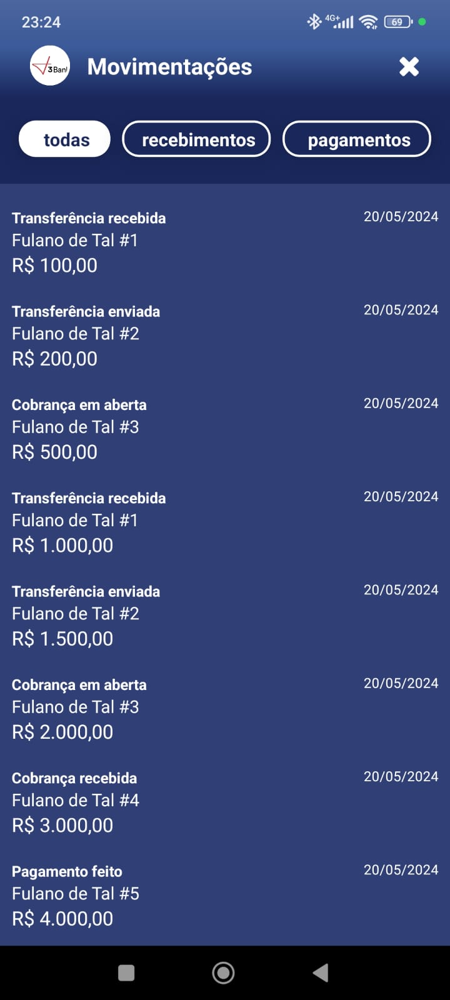 23:24
4G+
69
3Bank
Movimentações
todas
recebimentos
pagamentos
Transferência recebida
20/05/2024
Fulano de Tal #1
R$ 100,00
Transferência enviada
20/05/2024
Fulano de Tal #2
R$ 200,00
Cobrança em aberta
20/05/2024
Fulano de Tal #3
R$ 500,00
Transferência recebida
20/05/2024
Fulano de Tal #1
R$ 1.000,00
Transferência enviada
20/05/2024
Fulano de Tal #2
R$ 1.500,00
Cobrança em aberta
20/05/2024
Fulano de Tal #3
R$ 2.000,00
Cobrança recebida
20/05/2024
Fulano de Tal #4
R$ 3.000,00
Pagamento feito
20/05/2024
Fulano de Tal #5
R$ 4.000,00